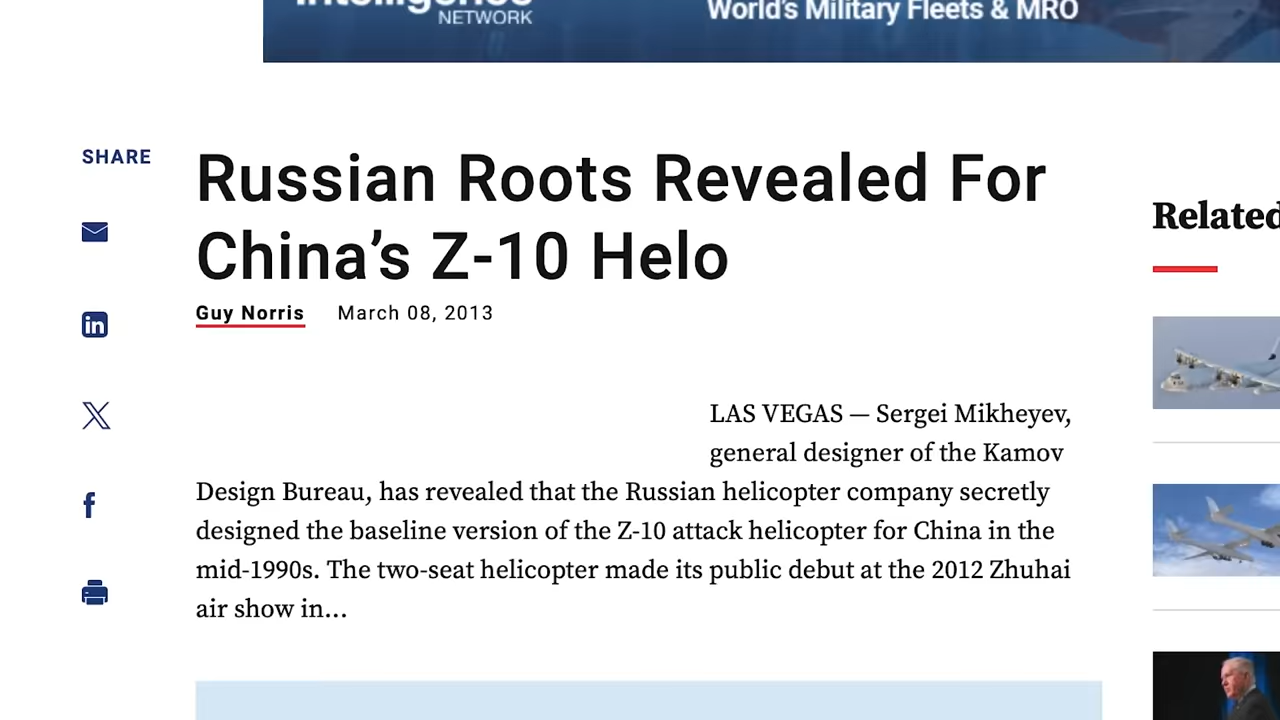 Intelligence
NETWORK
World's Military Fleets & MRO
SHARE
Russian Roots Revealed For
China's Z-10 Helo
Guy Norris March 08, 2013
Related
LAS VEGAS — Sergei Mikheyev,
general designer of the Kamov
Design Bureau, has revealed that the Russian helicopter company secretly
designed the baseline version of the Z-10 attack helicopter for China in the
mid-1990s. The two-seat helicopter made its public debut at the 2012 Zhuhai
air show in...